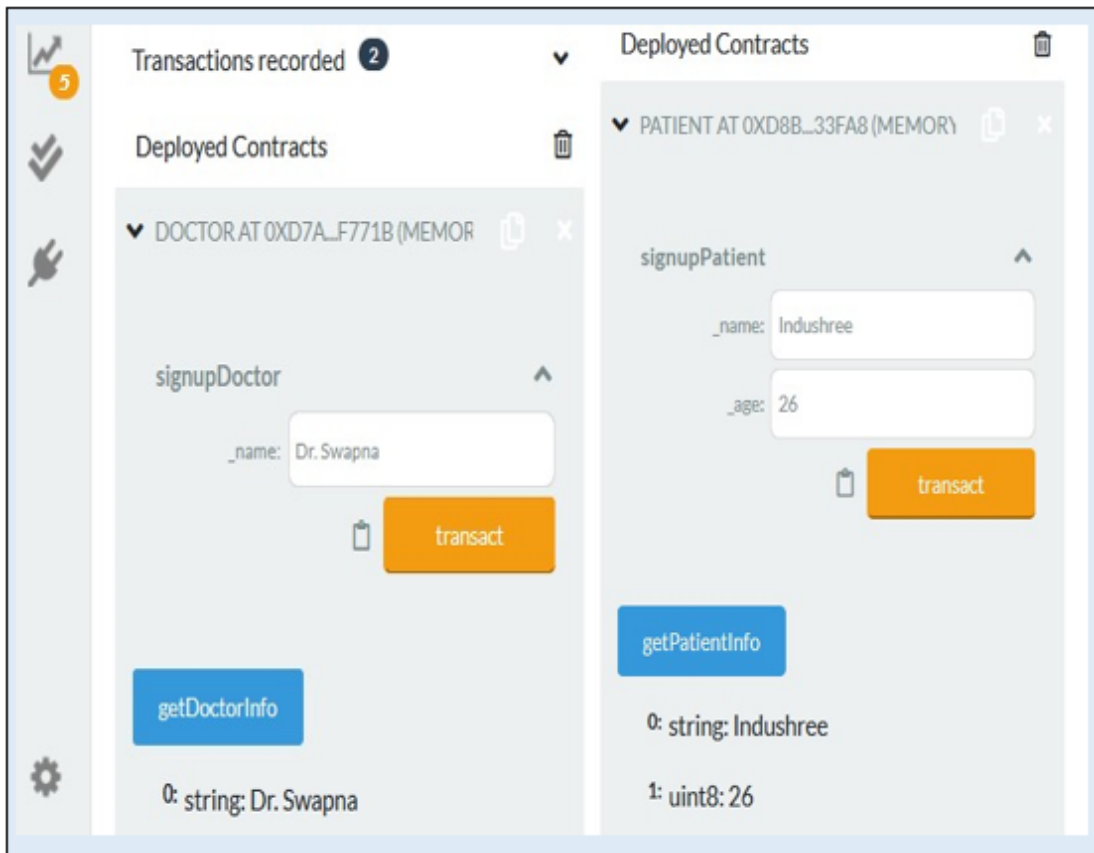 5
Transactions recorded 2
Deployed Contracts
DOCTOR AT 0XD7A...F771B (MEMOR
signupDoctor
_name: Dr. Swapna
transact
getDoctorInfo
0: string: Dr. Swapna
Deployed Contracts
PATIENT AT 0XD8B...33FA8 (MEMORY
signupPatient
_name: Indushree
_age: 26
transact
getPatientInfo
0: string: Indushree
1: uint8: 26